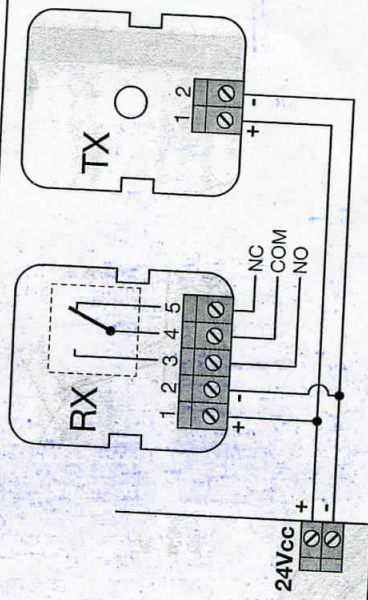 TX
1 2
+ -
RX
1 2 3 4 5
+ -
NC
COM
NO
24Vcc
+
-